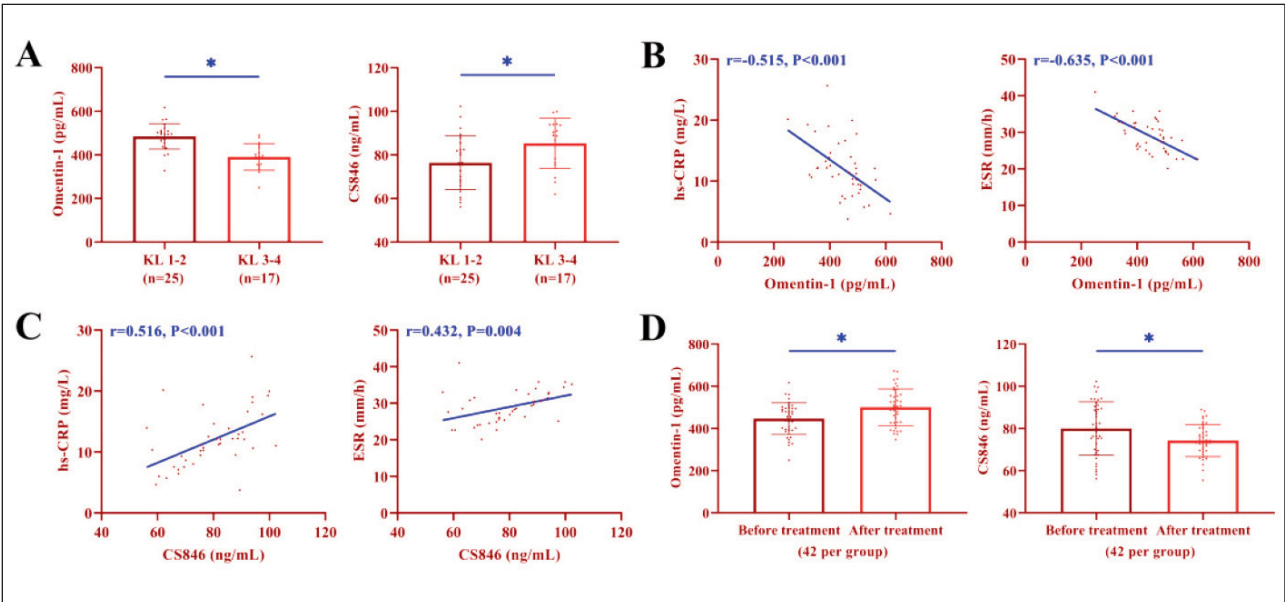 A
*
800
600
400
200
0
Omentin-1 (pg/mL)
KL 1-2
(n=25)
KL 3-4
(n=17)
*
120
100
80
60
40
CS846 (ng/mL)
KL 1-2
(n=25)
KL 3-4
(n=17)
B
r=-0.515, P<0.001
30
20
10
0
hs-CRP (mg/L)
0 200 400 600 800
Omentin-1 (pg/mL)
r=-0.635, P<0.001
50
40
30
20
10
0
ESR (mm/h)
0 200 400 600 800
Omentin-1 (pg/mL)
C
r=0.516, P<0.001
30
20
10
0
hs-CRP (mg/L)
40 60 80 100 120
CS846 (ng/mL)
r=0.432, P=0.004
50
40
30
20
10
0
ESR (mm/h)
40 60 80 100 120
CS846 (ng/mL)
D
*
800
600
400
200
0
Omentin-1 (pg/mL)
Before treatment After treatment
(42 per group)
*
120
100
80
60
40
CS846 (ng/mL)
Before treatment After treatment
(42 per group)